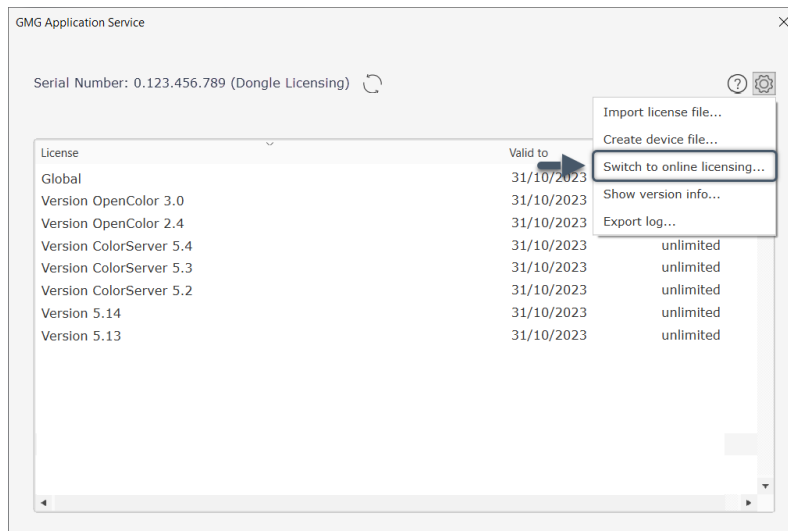 GMG Application Service
Serial Number: 0.123.456.789 (Dongle Licensing)
Import license file...
Create device file...
Switch to online licensing...
Show version info...
Export log...
License Valid to
Global 31/10/2023
Version OpenColor 3.0 31/10/2023
Version OpenColor 2.4 31/10/2023
Version ColorServer 5.4 31/10/2023 unlimited
Version ColorServer 5.3 31/10/2023 unlimited
Version ColorServer 5.2 31/10/2023 unlimited
Version 5.14 31/10/2023 unlimited
Version 5.13 31/10/2023 unlimited